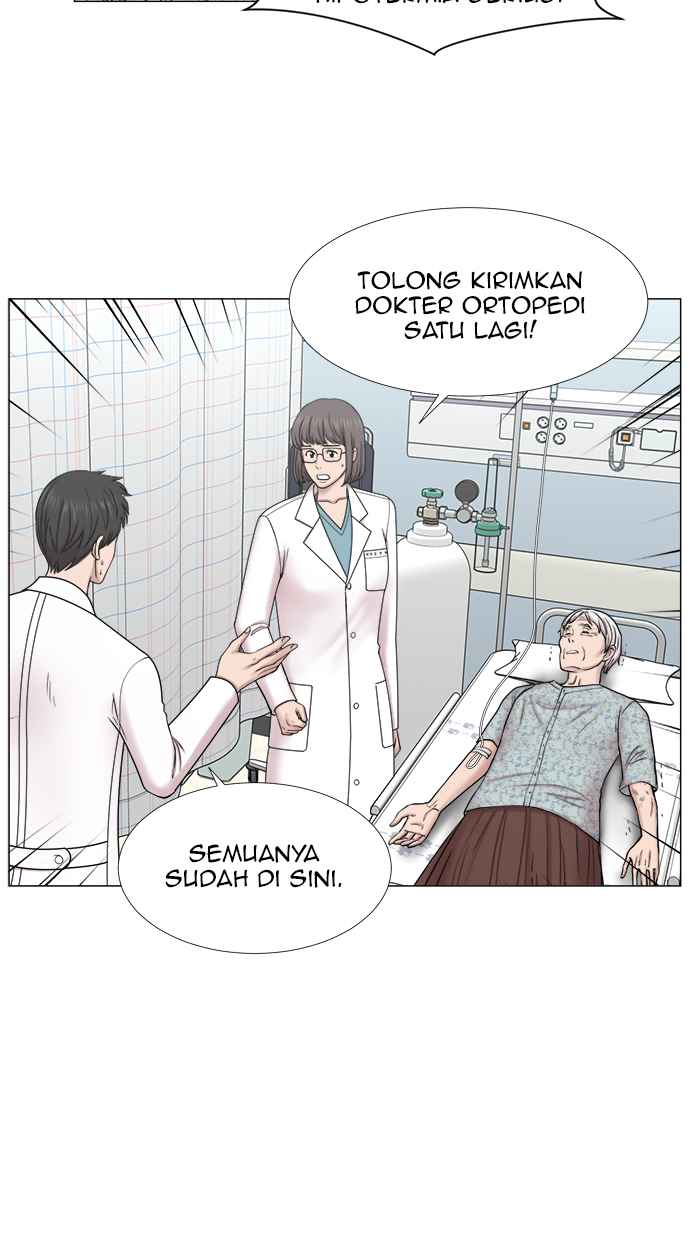 TOLONG KIRIMKAN
DOKTER ORTOPEDI
SATU LAGI!
SEMUANYA
SUDAH DI SINI.